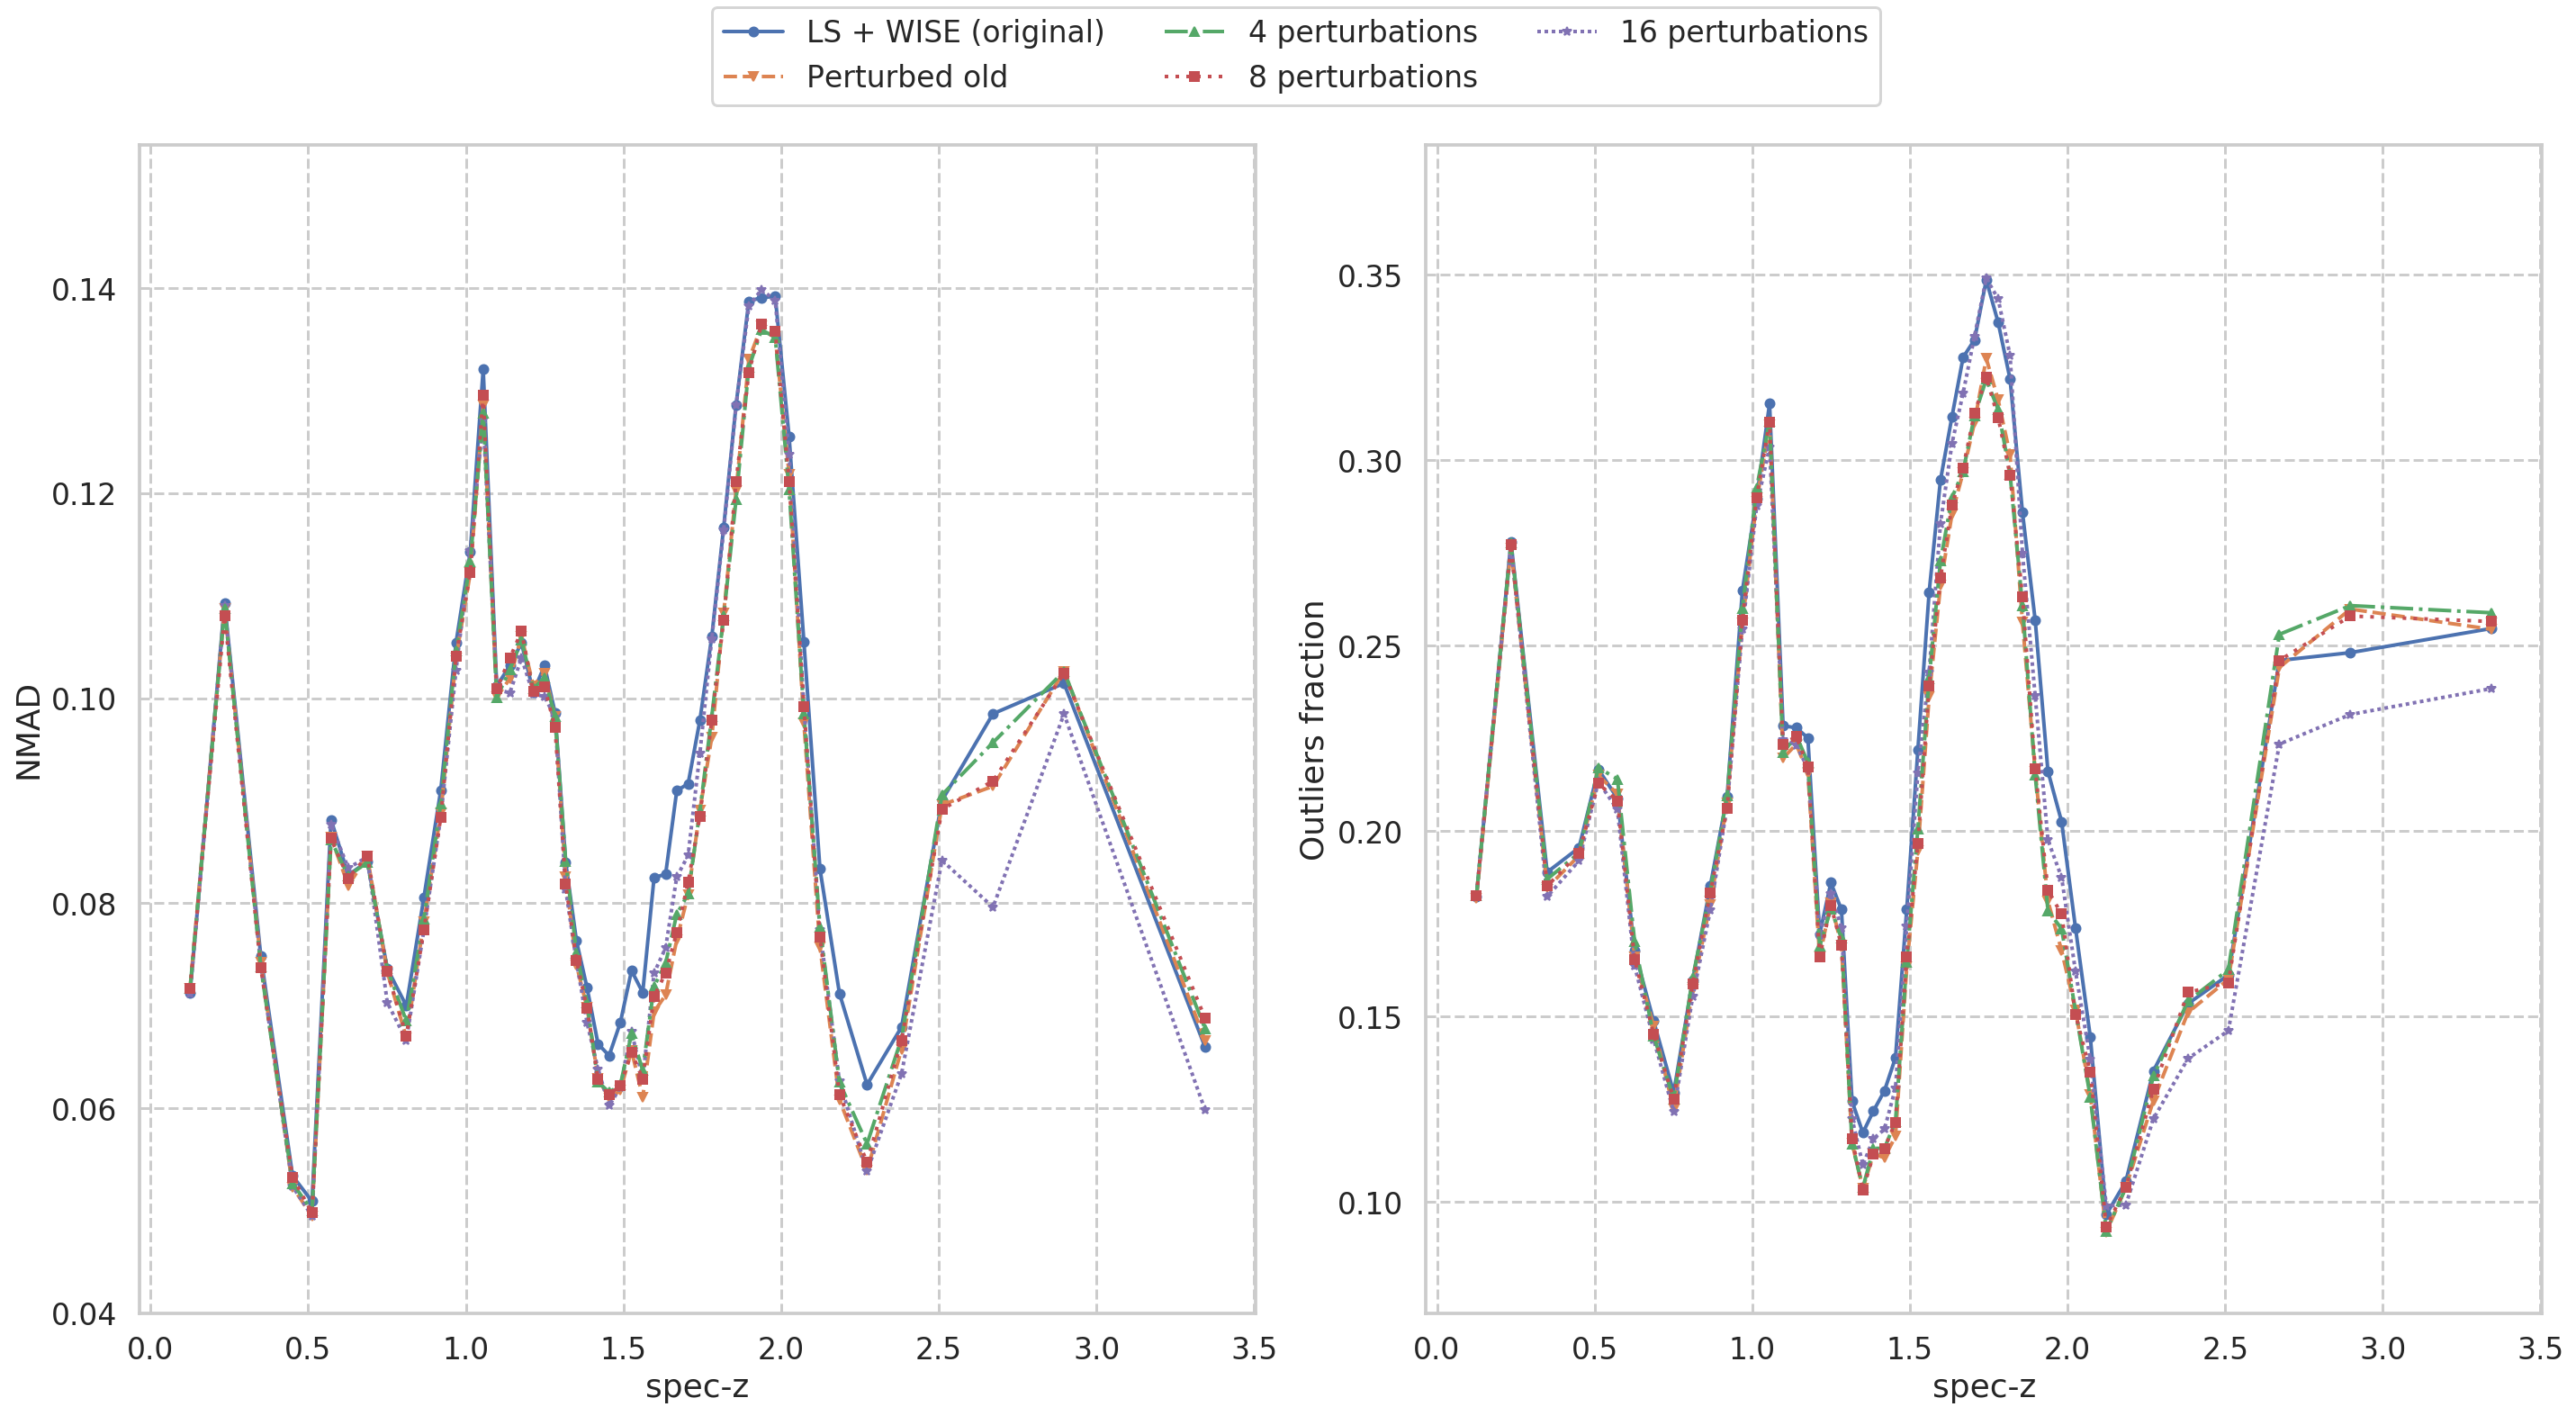 LS + WISE (original)
Perturbed old
4 perturbations
8 perturbations
16 perturbations
NMAD
0.14
0.12
0.10
0.08
0.06
0.04
0.0 0.5 1.0 1.5 2.0 2.5 3.0 3.5
spec-z
Outliers fraction
0.35
0.30
0.25
0.20
0.15
0.10
0.0 0.5 1.0 1.5 2.0 2.5 3.0 3.5
spec-z